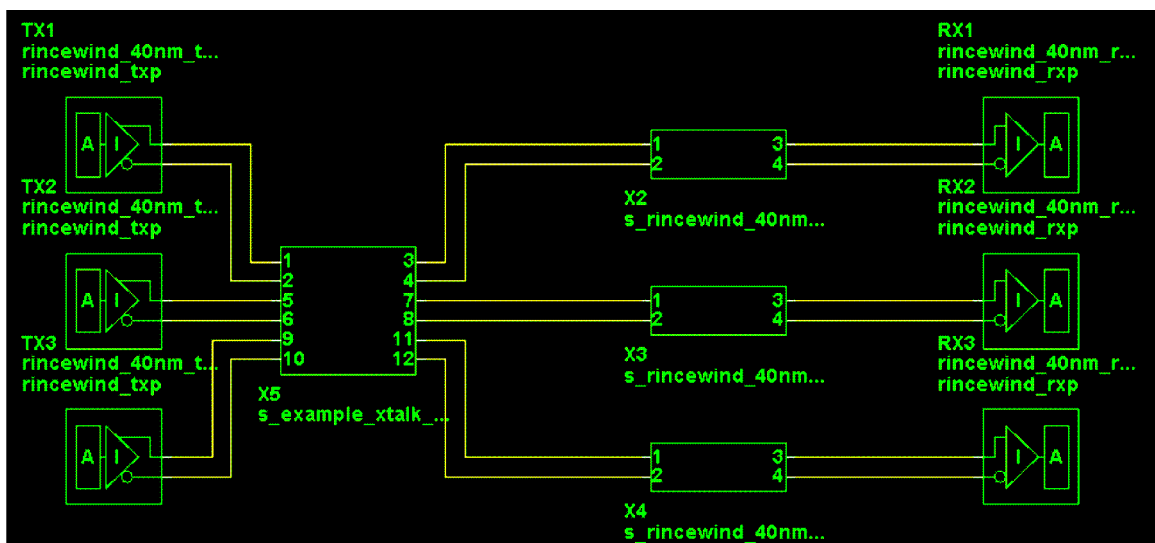 TX1
rincewind_40nm_t...
rincewind_txp
A
I
RX1
rincewind_40nm_r...
rincewind_rxp
I
A
1
2
3
4
X2
s_rincewind_40nm...
TX2
rincewind_40nm_t...
rincewind_txp
A
I
RX2
rincewind_40nm_r...
rincewind_rxp
I
A
1
2
5
6
9
10
3
4
7
8
11
12
X5
s_example_xtalk_...
1
2
3
4
X3
s_rincewind_40nm...
TX3
rincewind_40nm_t...
rincewind_txp
A
I
RX3
rincewind_40nm_r...
rincewind_rxp
I
A
1
2
3
4
X4
s_rincewind_40nm...